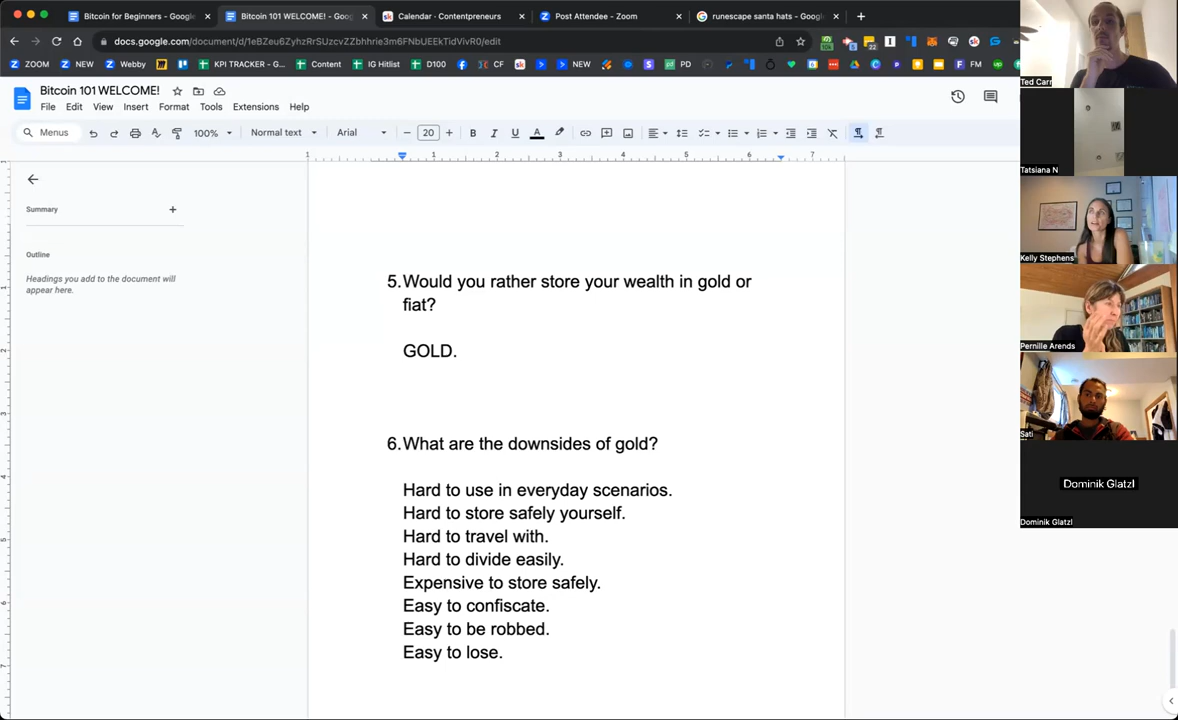 Bitcoin for Beginners - Google
Bitcoin 101 WELCOME! - Goog
Calendar · Contentpreneurs
Post Attendee - Zoom
runescape santa hats - Google
docs.google.com/document/d/1eBZeu6ZyhzRrSUzcvZZbhhrie3m6FNbUEEkTidVivR0/edit
ZOOM
NEW
Webby
KPI TRACKER - G...
Content
IG Hitlist
D100
CF
NEW
PD
FM
Bitcoin 101 WELCOME!
File Edit View Insert Format Tools Extensions Help
Menus
100%
Normal text
Arial
20
Summary
Outline
Headings you add to the document will
appear here.
5. Would you rather store your wealth in gold or
fiat?
GOLD.
6. What are the downsides of gold?
Hard to use in everyday scenarios.
Hard to store safely yourself.
Hard to travel with.
Hard to divide easily.
Expensive to store safely.
Easy to confiscate.
Easy to be robbed.
Easy to lose.
Ted Carr
Tatsiana N
Kelly Stephens
Pernille Arends
Sati
Dominik Glatzl
Dominik Glatzl